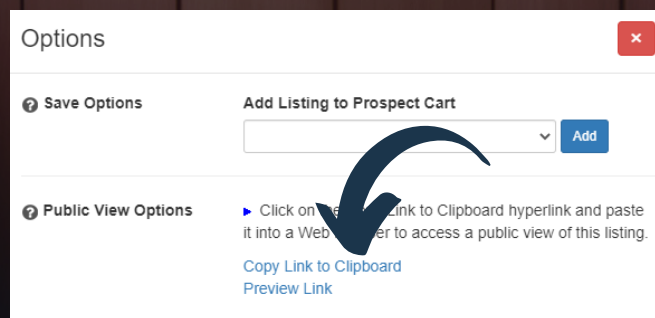 Options
×
? Save Options
Add Listing to Prospect Cart
Add
? Public View Options
Click on Link to Clipboard hyperlink and paste
it into a Web er to access a public view of this listing.
Copy Link to Clipboard
Preview Link